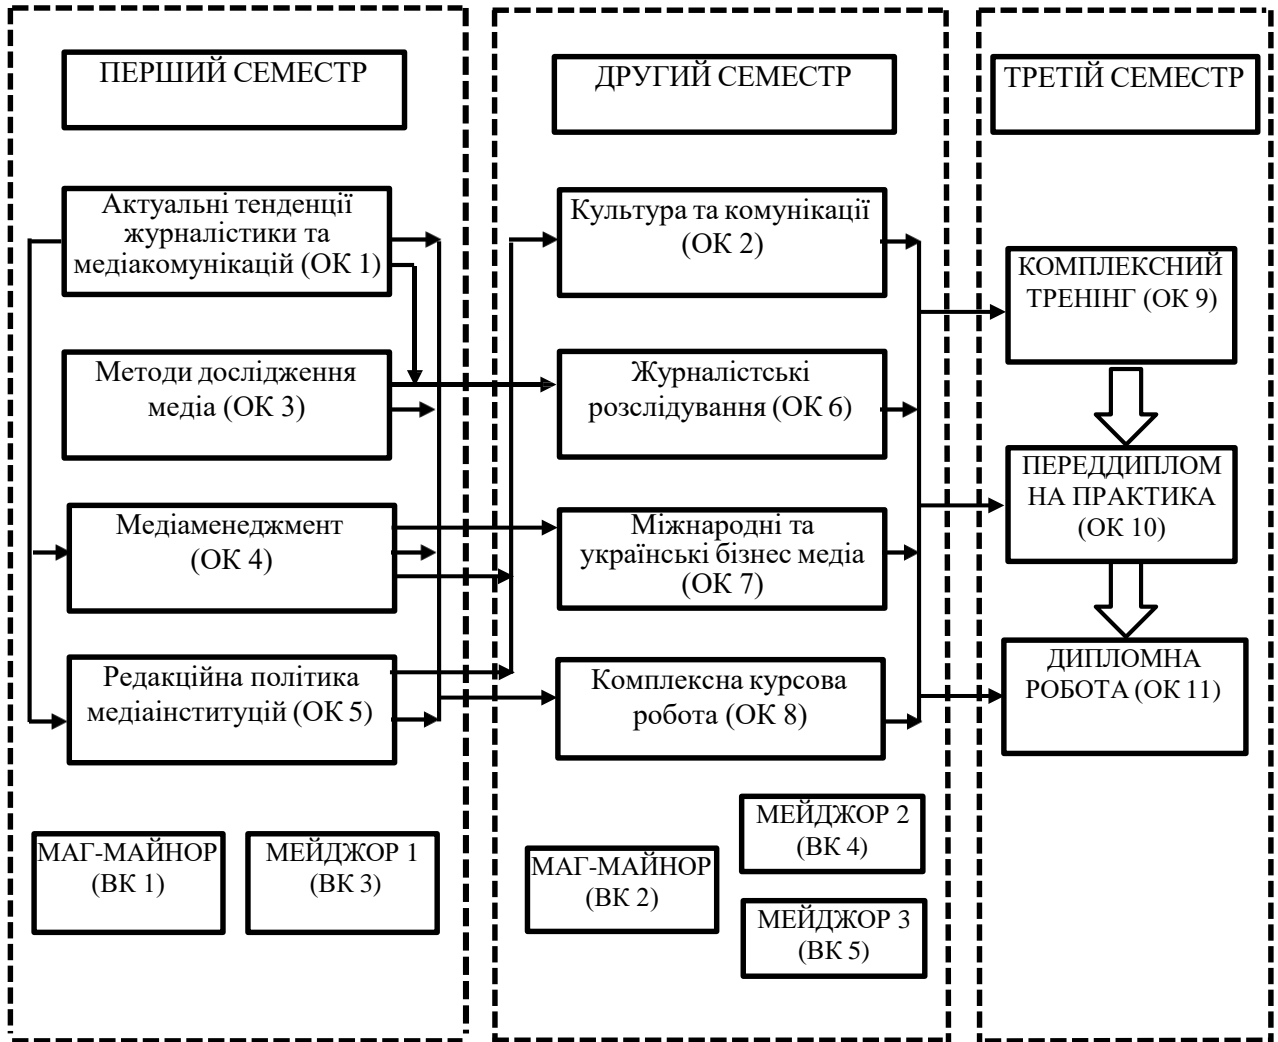 ПЕРШИЙ СЕМЕСТР
Актуальні тенденції
журналістики та
медіакомунікацій (ОК 1)
Методи дослідження
медіа (ОК 3)
Медіаменеджмент
(ОК 4)
Редакційна політика
медіаінституцій (ОК 5)
МАГ-МАЙНОР
(ВК 1)
МЕЙДЖОР 1
(ВК 3)
ДРУГИЙ СЕМЕСТР
Культура та комунікації
(ОК 2)
Журналістські
розслідування (ОК 6)
Міжнародні та
українські бізнес медіа
(ОК 7)
Комплексна курсова
робота (ОК 8)
МАГ-МАЙНОР
(ВК 2)
МЕЙДЖОР 2
(ВК 4)
МЕЙДЖОР 3
(ВК 5)
ТРЕТІЙ СЕМЕСТР
КОМПЛЕКСНИЙ
ТРЕНІНГ (ОК 9)
ПЕРЕДДИПЛОМ
НА ПРАКТИКА
(ОК 10)
ДИПЛОМНА
РОБОТА (ОК 11)